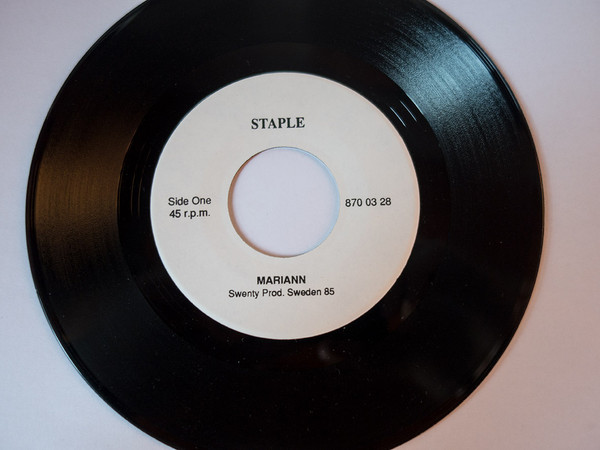 STAPLE
Side One
45 r.p.m.
870 03 28
MARIANN
Swenty Prod. Sweden 85